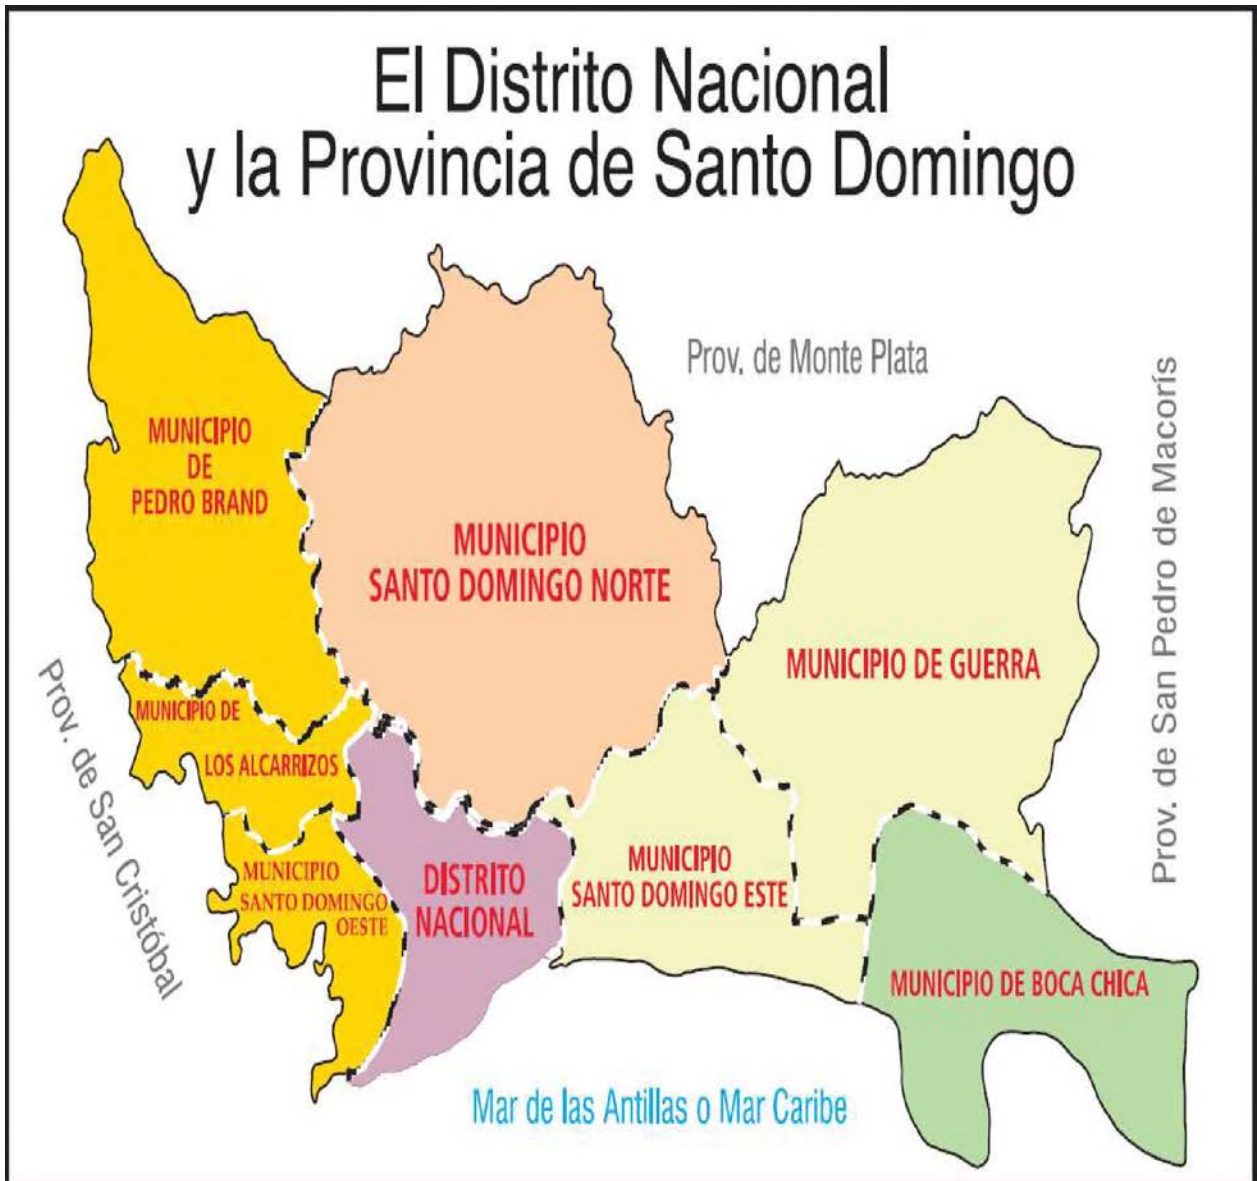 El Distrito Nacional
y la Provincia de Santo Domingo
Prov. de Monte Plata
Prov. de San Pedro de Macorís
MUNICIPIO
DE
PEDRO BRAND
MUNICIPIO
SANTO DOMINGO NORTE
MUNICIPIO DE GUERRA
Prov. de San Cristóbal
MUNICIPIO DE
LOS ALCARRIZOS
MUNICIPIO
SANTO DOMINGO
OESTE
DISTRITO
NACIONAL
MUNICIPIO
SANTO DOMINGO ESTE
MUNICIPIO DE BOCA CHICA
Mar de las Antillas o Mar Caribe